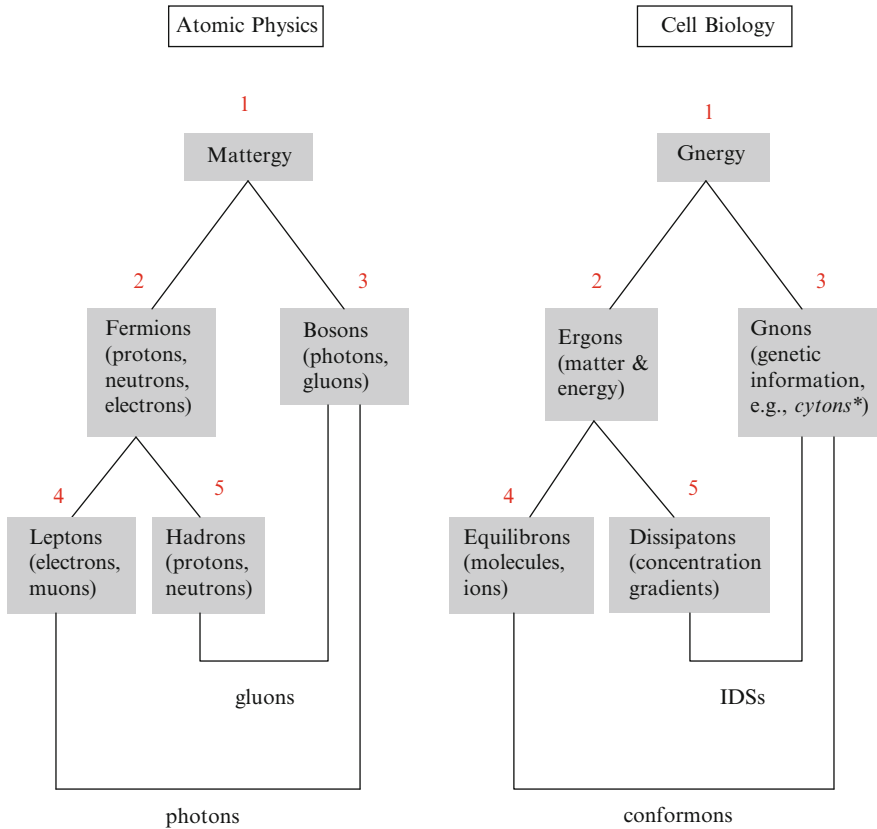 Atomic Physics
1
Mattergy
2
3
Fermions
(protons,
neutrons,
electrons)
Bosons
(photons,
gluons)
4
5
Leptons
(electrons,
muons)
Hadrons
(protons,
neutrons)
gluons
photons
Cell Biology
1
Gnergy
2
3
Ergons
(matter &
energy)
Gnons
(genetic
information,
e.g., cytons*)
4
5
Equilibrons
(molecules,
ions)
Dissipatons
(concentration
gradients)
IDSs
conformons